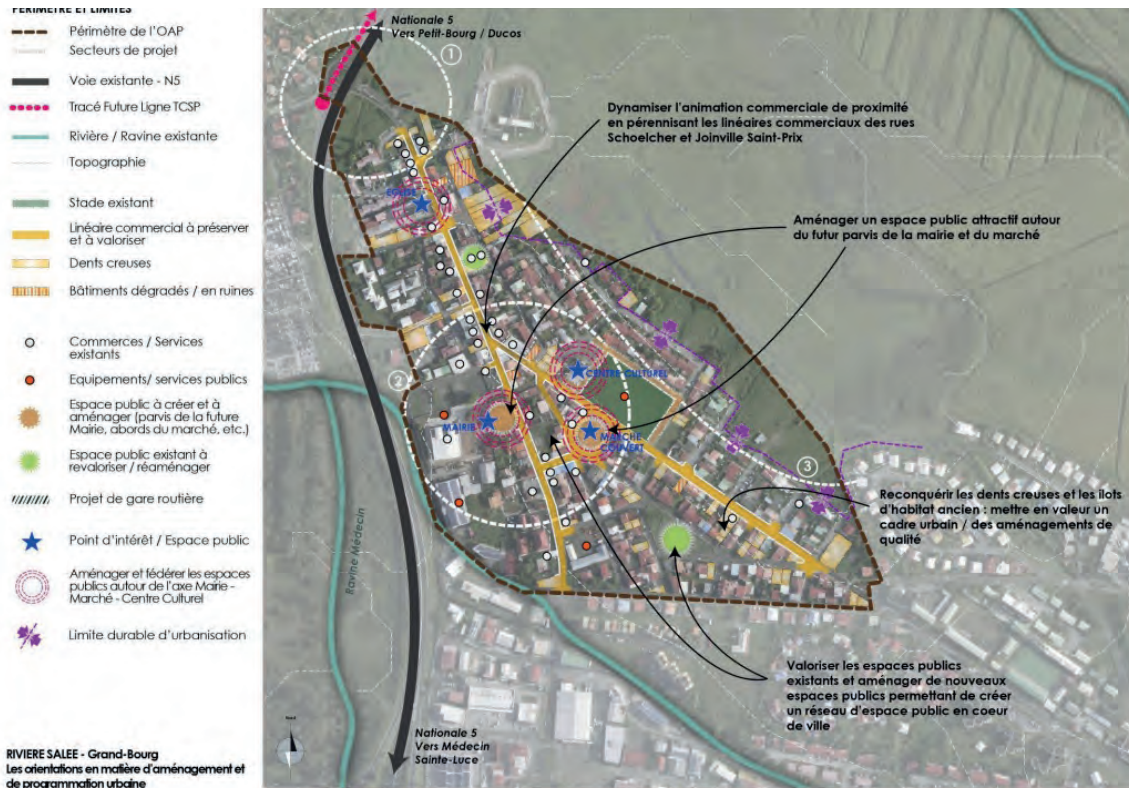 PÉRIMÈTRE ET LIMITES
Périmètre de l'OAP
Secteurs de projet
Voie existante - N5
Tracé Future Ligne TCSP
Rivière / Ravine existante
Topographie
Stade existant
Linéaire commercial à préserver
et à valoriser
Dents creuses
Bâtiments dégradés / en ruines
Commerces / Services
existants
Equipements/ services publics
Espace public à créer et à
aménager (parvis de la future
Mairie, abords du marché, etc.)
Espace public existant à
revaloriser / réaménager
Projet de gare routière
Point d'intérêt / Espace public
Aménager et fédérer les espaces
publics autour de l'axe Mairie -
Marché - Centre Culturel
Limite durable d'urbanisation
RIVIERE SALEE - Grand-Bourg
Les orientations en matière d'aménagement et
de programmation urbaine
Nationale 5
Vers Petit-Bourg / Ducos
1
Dynamiser l'animation commerciale de proximité
en pérennisant les linéaires commerciaux des rues
Schoelcher et Joinville Saint-Prix
EGLISE
Aménager un espace public attractif autour
du futur parvis de la mairie et du marché
2
CENTRE-CULTUREL
MAIRIE
MARCHE
COUVERT
3
Reconquérir les dents creuses et les îlots
d'habitat ancien : mettre en valeur un
cadre urbain / des aménagements de
qualité
Ravine Médecin
Valoriser les espaces publics
existants et aménager de nouveaux
espaces publics permettant de créer
un réseau d'espace public en coeur
de ville
Nord
Nationale 5
Vers Médecin
Sainte-Luce